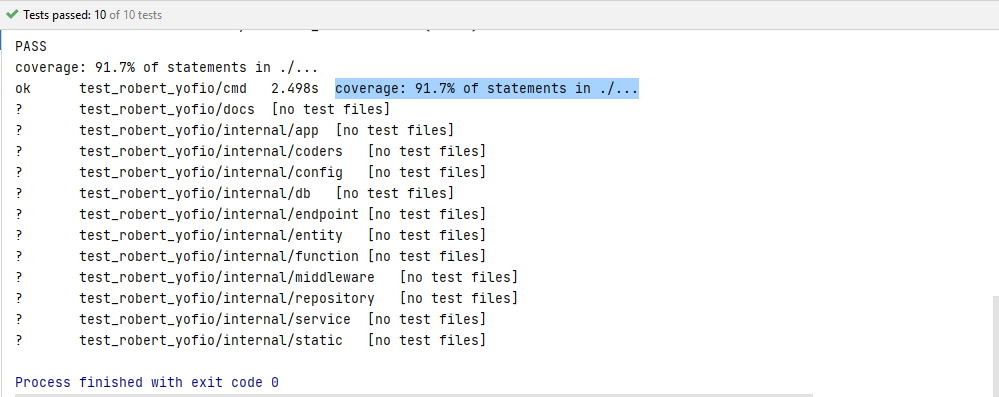 Tests passed: 10 of 10 tests
PASS
coverage: 91.7% of statements in ./...
ok test_robert_yofio/cmd 2.498s coverage: 91.7% of statements in ./...
? test_robert_yofio/docs [no test files]
? test_robert_yofio/internal/app [no test files]
? test_robert_yofio/internal/coders [no test files]
? test_robert_yofio/internal/config [no test files]
? test_robert_yofio/internal/db [no test files]
? test_robert_yofio/internal/endpoint [no test files]
? test_robert_yofio/internal/entity [no test files]
? test_robert_yofio/internal/function [no test files]
? test_robert_yofio/internal/middleware [no test files]
? test_robert_yofio/internal/repository [no test files]
? test_robert_yofio/internal/service [no test files]
? test_robert_yofio/internal/static [no test files]
Process finished with exit code 0